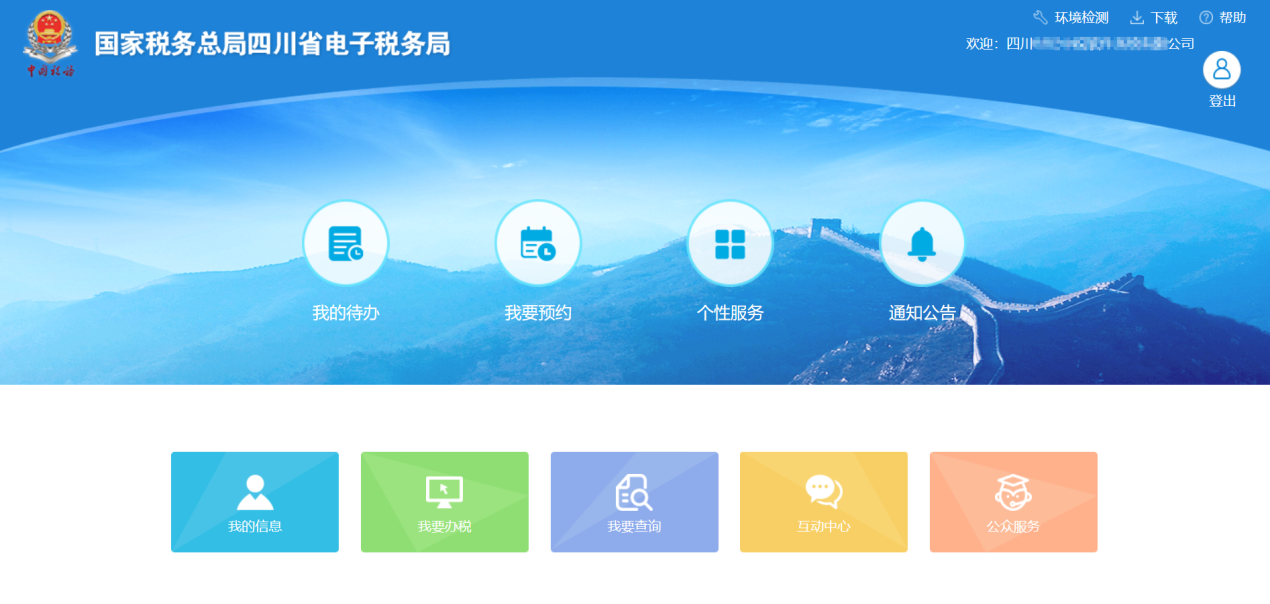 中国税务
国家税务总局四川省电子税务局
环境检测 下载 帮助
欢迎：四川 公司
登出
我的待办 我要预约 个性服务 通知公告
我的信息 我要办税 我要查询 互动中心 公众服务